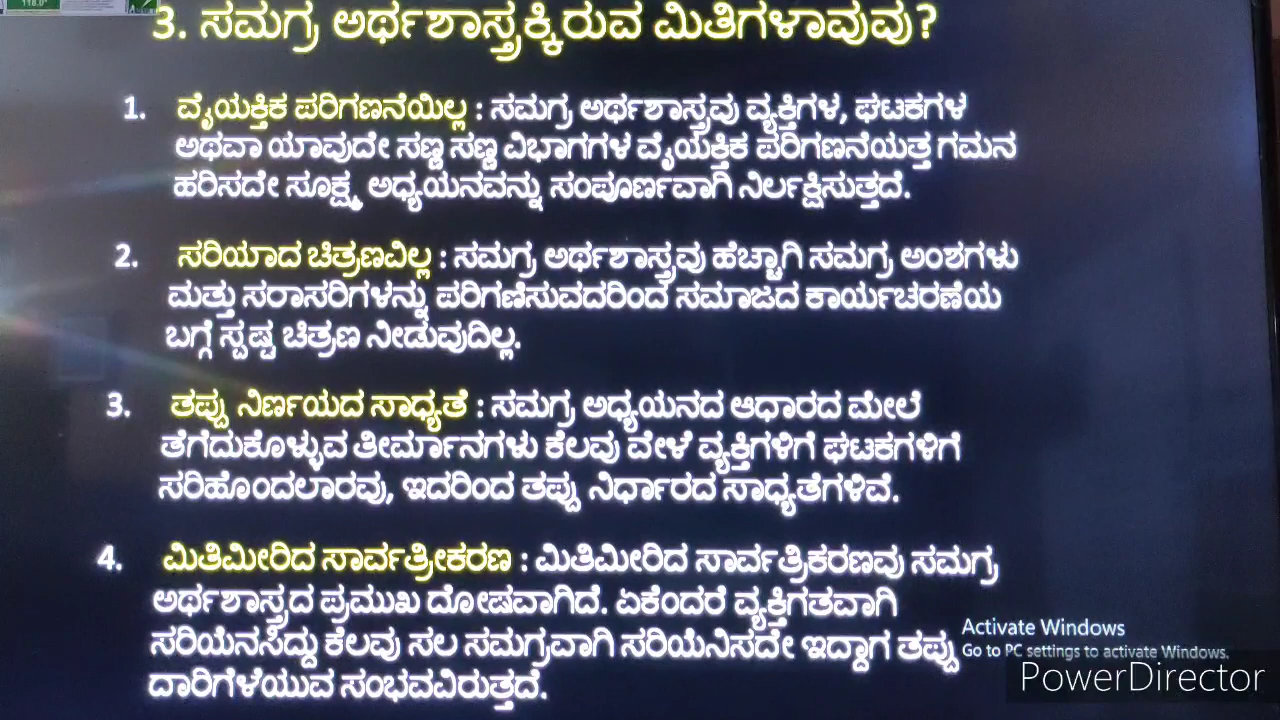 118.0°
3. ಸಮಗ್ರ ಅರ್ಥಶಾಸ್ತ್ರಕ್ಕಿರುವ ಮಿತಿಗಳಾವುವು?
1. ವೈಯಕ್ತಿಕ ಪರಿಗಣನೆಯಿಲ್ಲ : ಸಮಗ್ರ ಅರ್ಥಶಾಸ್ತ್ರವು ವ್ಯಕ್ತಿಗಳ, ಘಟಕಗಳ
ಅಥವಾ ಯಾವುದೇ ಸಣ್ಣ ಸಣ್ಣ ವಿಭಾಗಗಳ ವೈಯಕ್ತಿಕ ಪರಿಗಣನೆಯತ್ತ ಗಮನ
ಹರಿಸದೇ ಸೂಕ್ಷ್ಮ ಅಧ್ಯಯನವನ್ನು ಸಂಪೂರ್ಣವಾಗಿ ನಿರ್ಲಕ್ಷಿಸುತ್ತದೆ.
2. ಸರಿಯಾದ ಚಿತ್ರಣವಿಲ್ಲ : ಸಮಗ್ರ ಅರ್ಥಶಾಸ್ತ್ರವು ಹೆಚ್ಚಾಗಿ ಸಮಗ್ರ ಅಂಶಗಳು
ಮತ್ತು ಸರಾಸರಿಗಳನ್ನು ಪರಿಗಣಿಸುವದರಿಂದ ಸಮಾಜದ ಕಾರ್ಯಚರಣೆಯ
ಬಗ್ಗೆ ಸ್ಪಷ್ಟ ಚಿತ್ರಣ ನೀಡುವುದಿಲ್ಲ.
3. ತಪ್ಪು ನಿರ್ಣಯದ ಸಾಧ್ಯತೆ : ಸಮಗ್ರ ಅಧ್ಯಯನದ ಆಧಾರದ ಮೇಲೆ
ತೆಗೆದುಕೊಳ್ಳುವ ತೀರ್ಮಾನಗಳು ಕೆಲವು ವೇಳೆ ವ್ಯಕ್ತಿಗಳಿಗೆ ಘಟಕಗಳಿಗೆ
ಸರಿಹೊಂದಲಾರವು, ಇದರಿಂದ ತಪ್ಪು ನಿರ್ಧಾರದ ಸಾಧ್ಯತೆಗಳಿವೆ.
4. ಮಿತಿಮೀರಿದ ಸಾರ್ವತ್ರೀಕರಣ : ಮಿತಿಮೀರಿದ ಸಾರ್ವತ್ರಿಕರಣವು ಸಮಗ್ರ
ಅರ್ಥಶಾಸ್ತ್ರದ ಪ್ರಮುಖ ದೋಷವಾಗಿದೆ. ಏಕೆಂದರೆ ವ್ಯಕ್ತಿಗತವಾಗಿ
ಸರಿಯೆನಸಿದ್ದು ಕೆಲವು ಸಲ ಸಮಗ್ರವಾಗಿ ಸರಿಯೆನಿಸದೇ ಇದ್ದಾಗ ತಪ್ಪು
ದಾರಿಗೆಳೆಯುವ ಸಂಭವವಿರುತ್ತದೆ.
Activate Windows
Go to PC settings to activate Windows.
PowerDirector